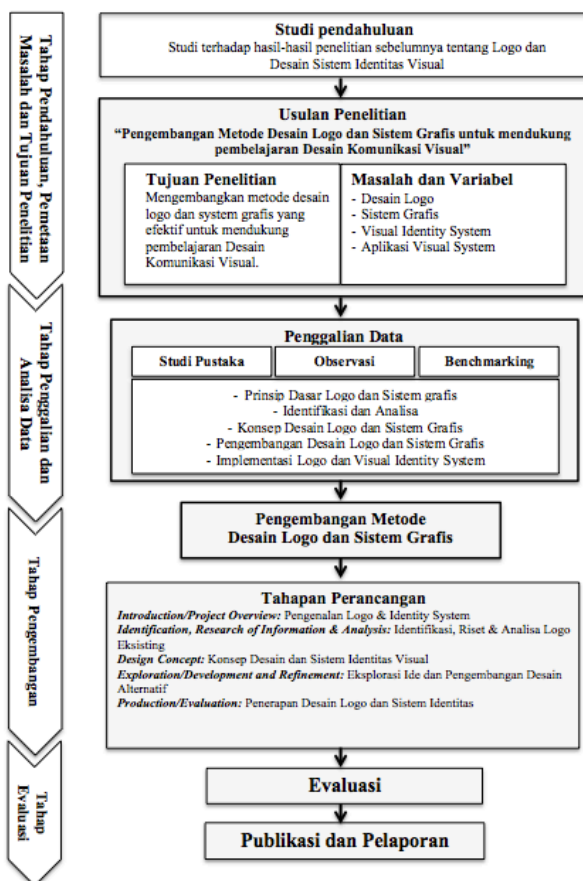 Tahap Pendahuluan, Pemetaan
Masalah dan Tujuan Penelitian
Studi pendahuluan
Studi terhadap hasil-hasil penelitian sebelumnya tentang Logo dan
Desain Sistem Identitas Visual
Usulan Penelitian
“Pengembangan Metode Desain Logo dan Sistem Grafis untuk mendukung
pembelajaran Desain Komunikasi Visual”
Tujuan Penelitian
Mengembangkan metode desain
logo dan system grafis yang
efektif untuk mendukung
pembelajaran Desain
Komunikasi Visual.
Masalah dan Variabel
- Desain Logo
- Sistem Grafis
- Visual Identity System
- Aplikasi Visual System
Tahap Penggalian dan
Analisa Data
Penggalian Data
Studi Pustaka
Observasi
Benchmarking
- Prinsip Dasar Logo dan Sistem grafis
- Identifikasi dan Analisa
- Konsep Desain Logo dan Sistem Grafis
- Pengembangan Desain Logo dan Sistem Grafis
- Implementasi Logo dan Visual Identity System
Tahap Pengembangan
Pengembangan Metode
Desain Logo dan Sistem Grafis
Tahapan Perancangan
Introduction/Project Overview: Pengenalan Logo & Identity System
Identification, Research of Information & Analysis: Identifikasi, Riset & Analisa Logo
Eksisting
Design Concept: Konsep Desain dan Sistem Identitas Visual
Exploration/Development and Refinement: Eksplorasi Ide dan Pengembangan Desain
Alternatif
Production/Evaluation: Penerapan Desain Logo dan Sistem Identitas
Tahap
Evaluasi
Evaluasi
Publikasi dan Pelaporan